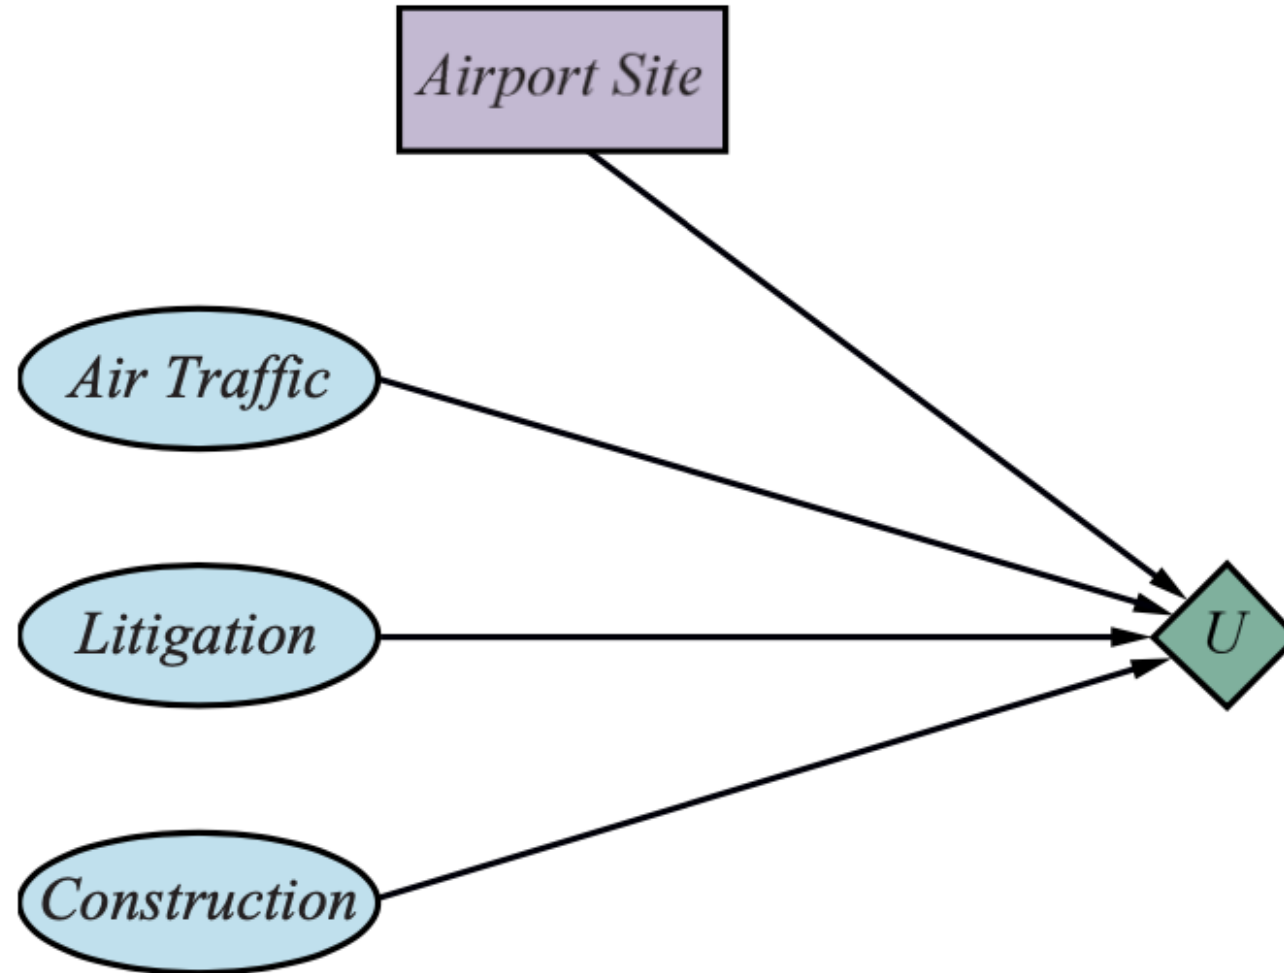 Airport Site
Air Traffic
Litigation
U
Construction